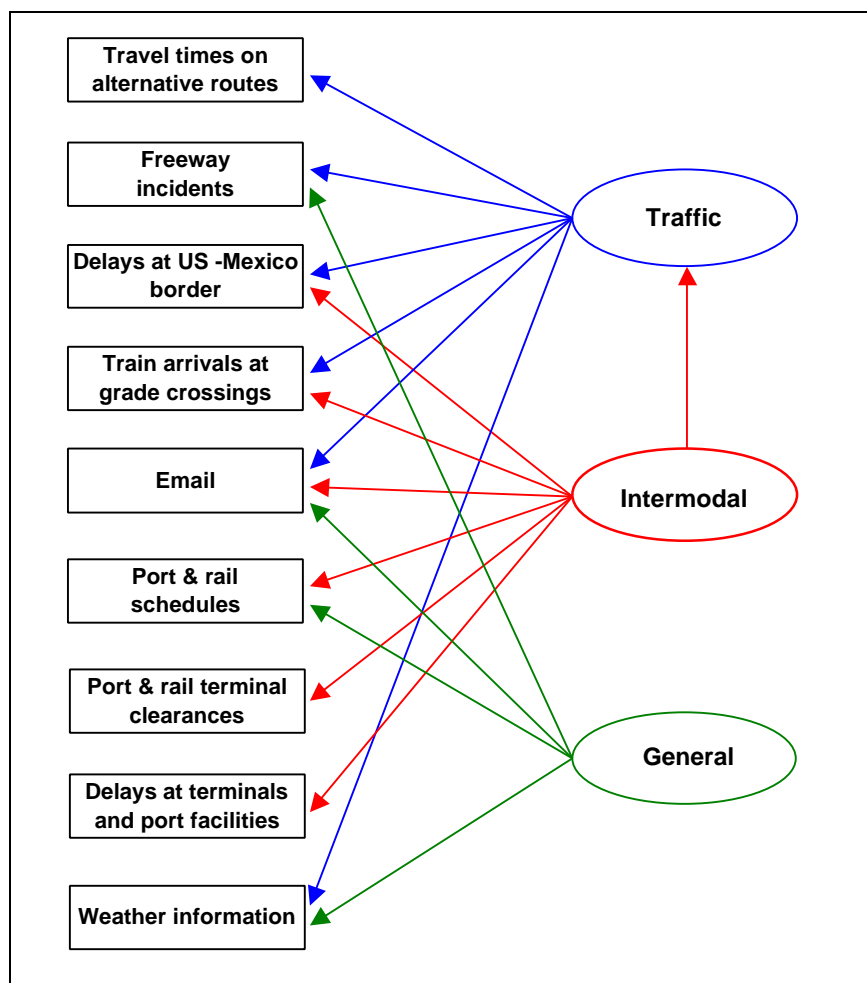 Travel times on
alternative routes
Freeway
incidents
Delays at US -Mexico
border
Train arrivals at
grade crossings
Email
Port & rail
schedules
Port & rail terminal
clearances
Delays at terminals
and port facilities
Weather information
Traffic
Intermodal
General